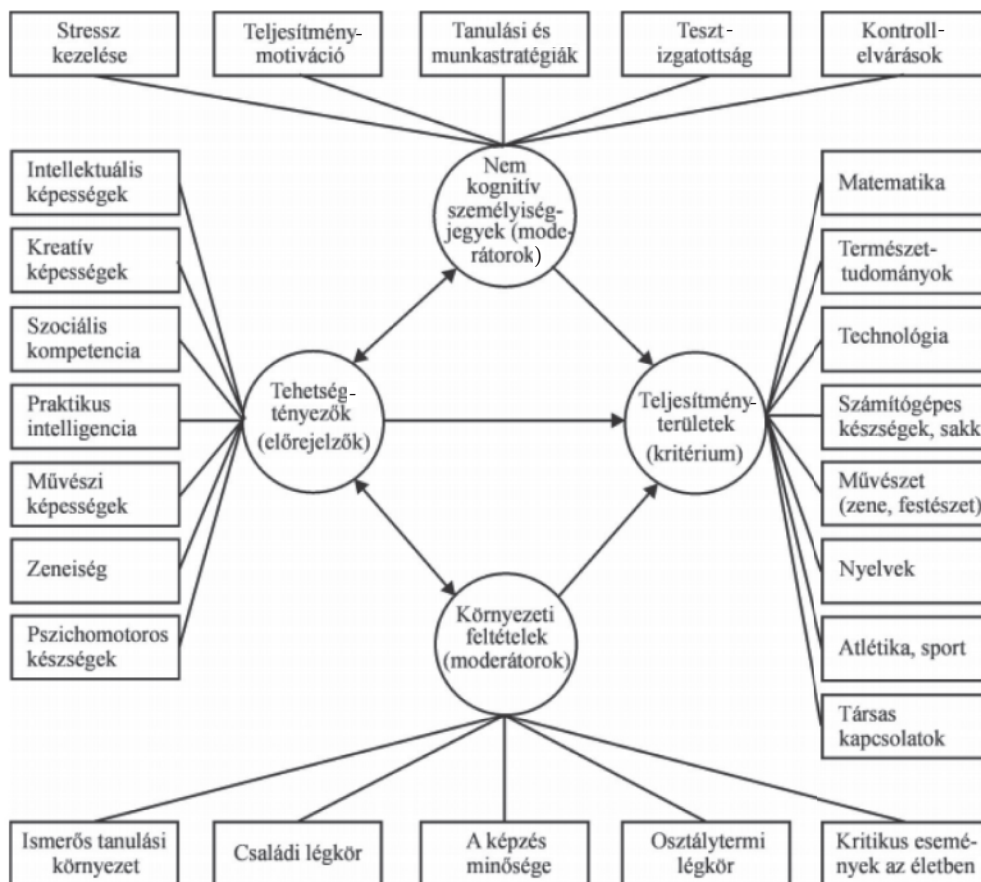 Stressz
kezelése
Teljesítmény-
motiváció
Tanulási és
munkastratégiák
Teszt-
izgatottság
Kontroll-
elvárások
Nem
kognitív
személyiség-
jegyek (mode-
rátorok)
Intellektuális
képességek
Kreatív
képességek
Szociális
kompetencia
Praktikus
intelligencia
Művészi
képességek
Zeneiség
Pszichomotoros
készségek
Tehetség-
tényezők
(előrejelzők)
Teljesítmény-
területek
(kritérium)
Matematika
Természet-
tudományok
Technológia
Számítógépes
készségek, sakk
Művészet
(zene, festészet)
Nyelvek
Atlétika, sport
Társas
kapcsolatok
Környezeti
feltételek
(moderátorok)
Ismerős tanulási
környezet
Családi légkör
A képzés
minősége
Osztálytermi
légkör
Kritikus esemé-
nyek az életben